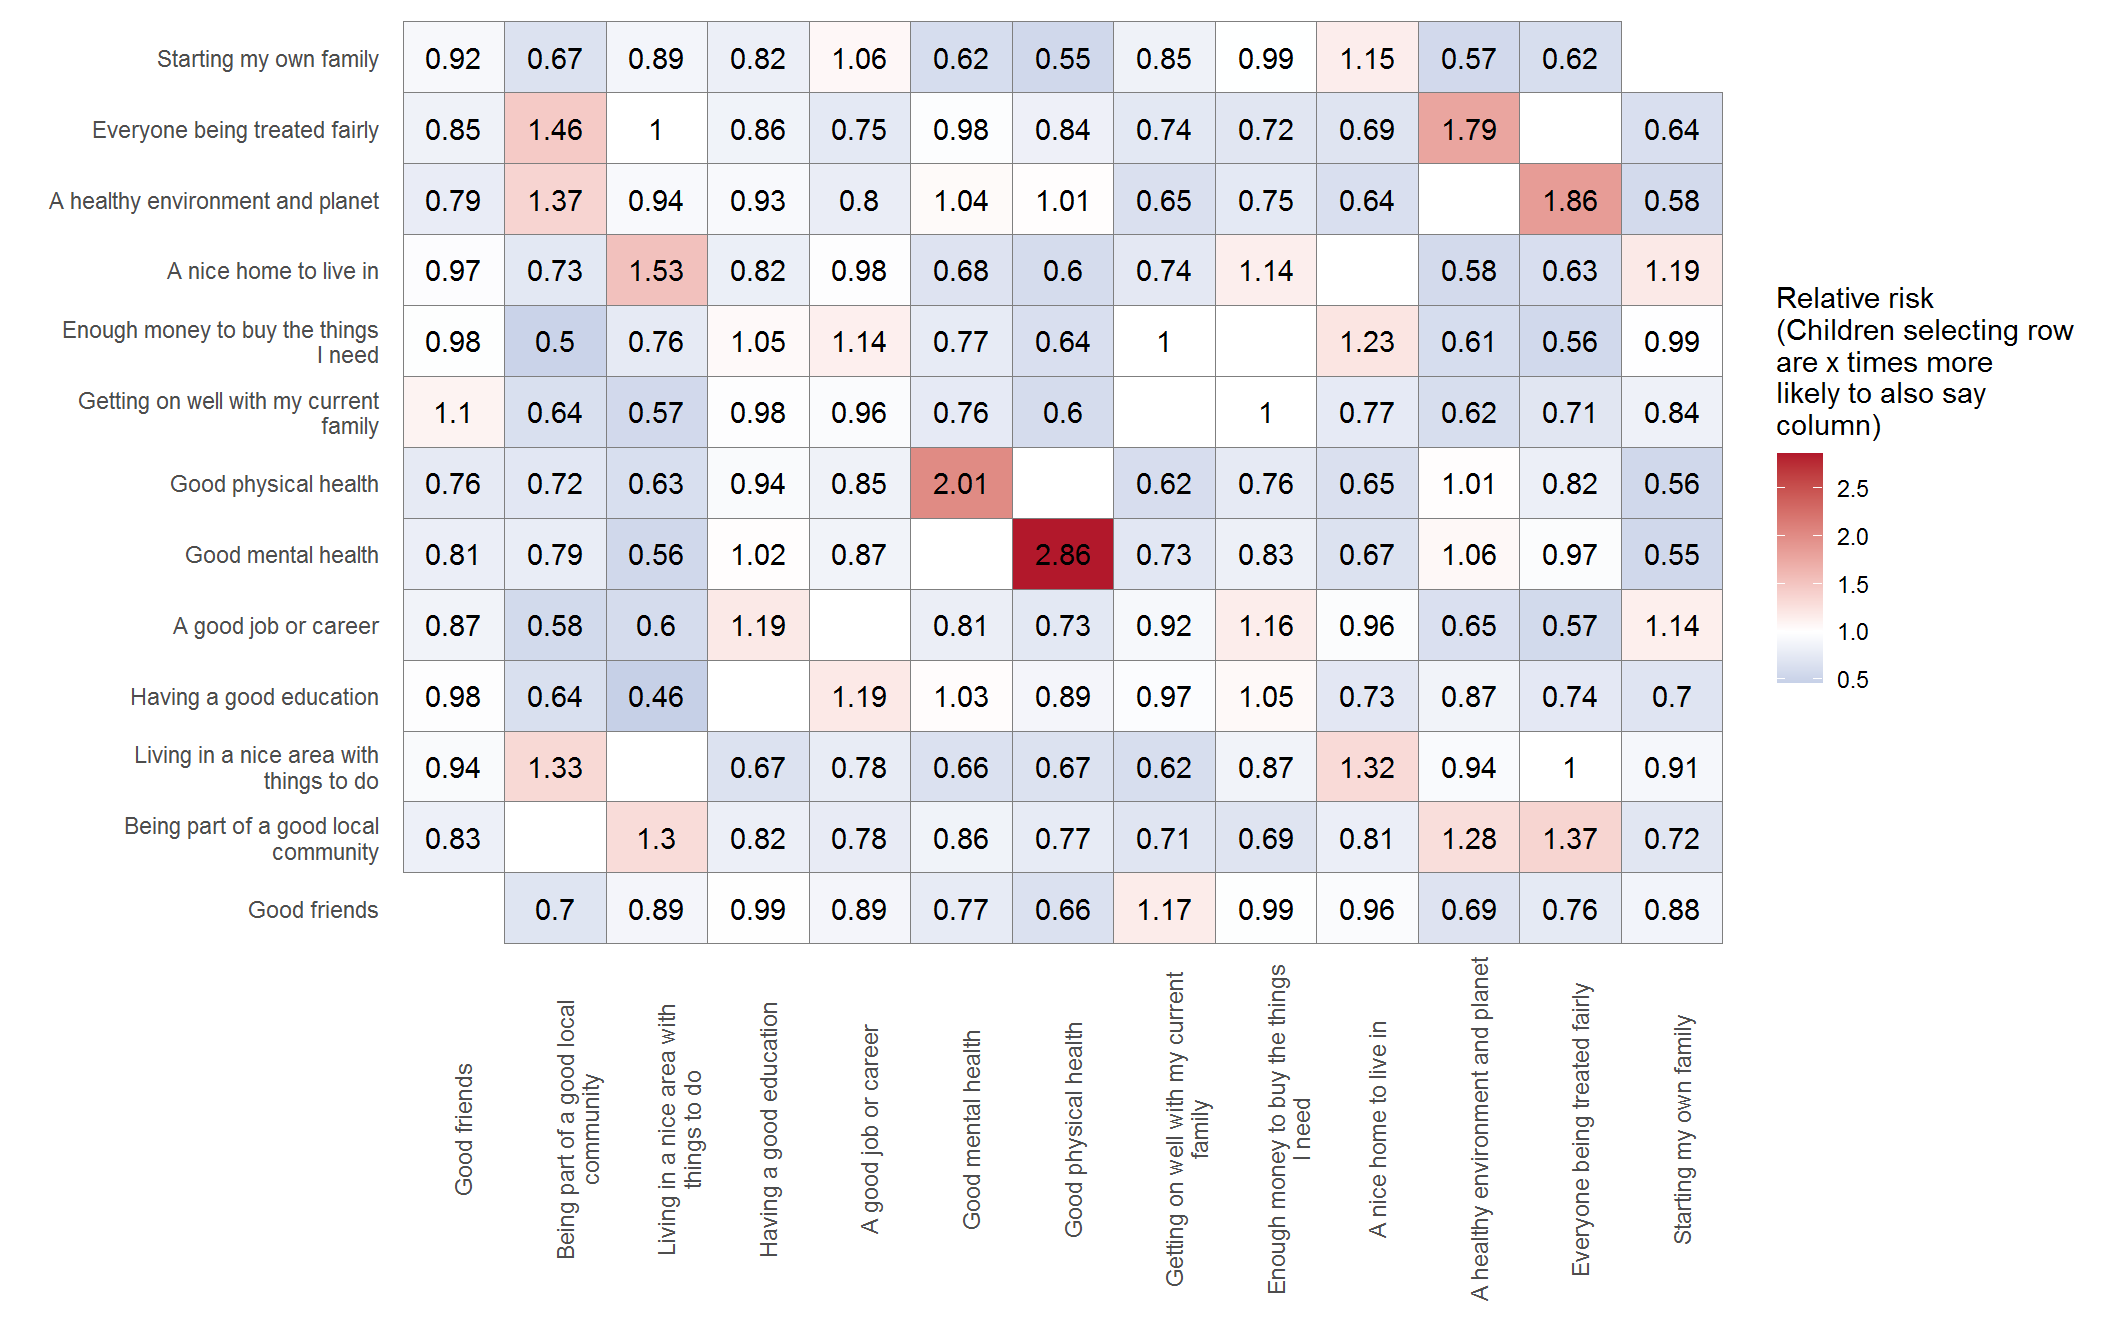 Starting my own family 0.92 0.67 0.89 0.82 1.06 0.62 0.55 0.85 0.99 1.15 0.57 0.62
Everyone being treated fairly 0.85 1.46 1 0.86 0.75 0.98 0.84 0.74 0.72 0.69 1.79 0.64
A healthy environment and planet 0.79 1.37 0.94 0.93 0.8 1.04 1.01 0.65 0.75 0.64 1.86 0.58
A nice home to live in 0.97 0.73 1.53 0.82 0.98 0.68 0.6 0.74 1.14 0.58 0.63 1.19
Enough money to buy the things
I need
0.98 0.5 0.76 1.05 1.14 0.77 0.64 1 1.23 0.61 0.56 0.99
Getting on well with my current
family
1.1 0.64 0.57 0.98 0.96 0.76 0.6 1 0.77 0.62 0.71 0.84
Good physical health 0.76 0.72 0.63 0.94 0.85 2.01 0.62 0.76 0.65 1.01 0.82 0.56
Good mental health 0.81 0.79 0.56 1.02 0.87 2.86 0.73 0.83 0.67 1.06 0.97 0.55
A good job or career 0.87 0.58 0.6 1.19 0.81 0.73 0.92 1.16 0.96 0.65 0.57 1.14
Having a good education 0.98 0.64 0.46 1.19 1.03 0.89 0.97 1.05 0.73 0.87 0.74 0.7
Living in a nice area with
things to do
0.94 1.33 0.67 0.78 0.66 0.67 0.62 0.87 1.32 0.94 1 0.91
Being part of a good local
community
0.83 1.3 0.82 0.78 0.86 0.77 0.71 0.69 0.81 1.28 1.37 0.72
Good friends 0.7 0.89 0.99 0.89 0.77 0.66 1.17 0.99 0.96 0.69 0.76 0.88
Good friends
Being part of a good local
community
Living in a nice area with
things to do
Having a good education
A good job or career
Good mental health
Good physical health
Getting on well with my current
family
Enough money to buy the things
I need
A nice home to live in
A healthy environment and planet
Everyone being treated fairly
Starting my own family
Relative risk
(Children selecting row
are x times more
likely to also say
column)
2.5
2.0
1.5
1.0
0.5